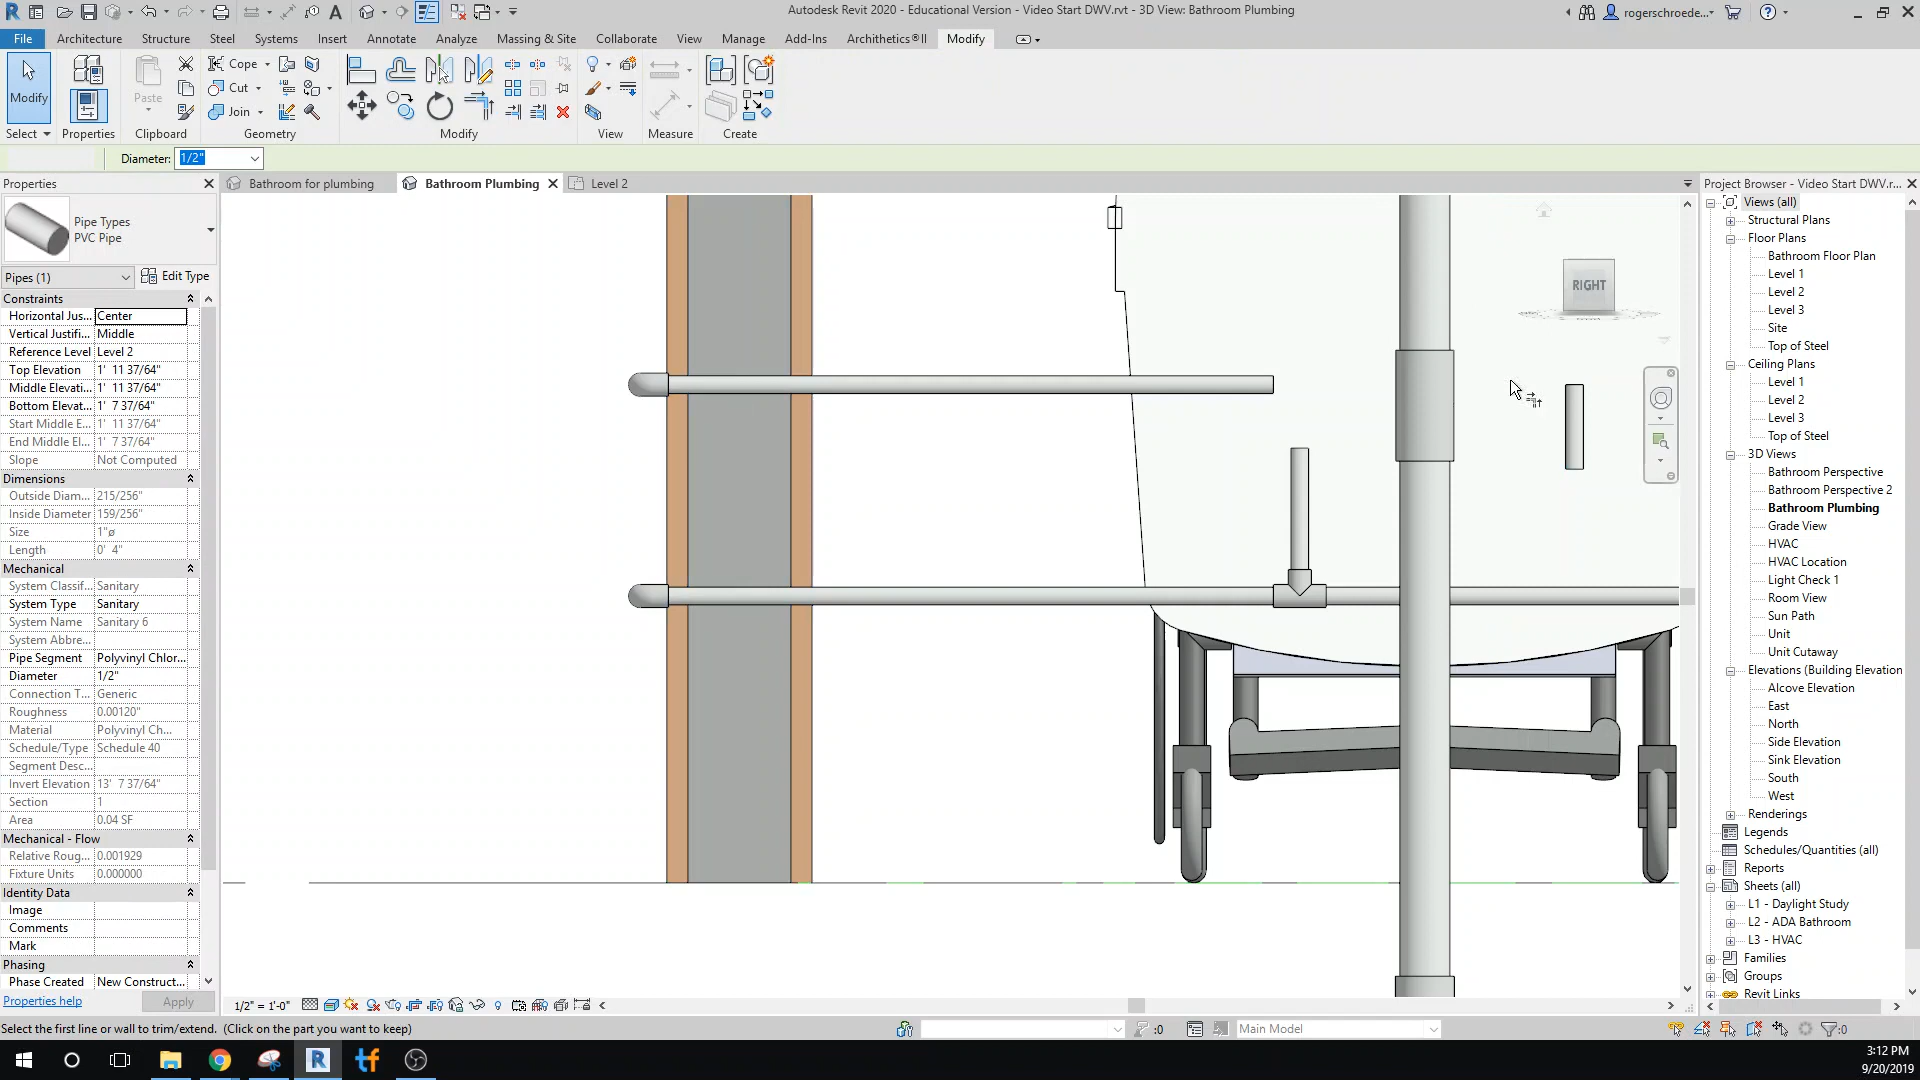 Autodesk Revit 2020 - Educational Version - Video Start DWV.rvt - 3D View: Bathroom Plumbing
rogerschroede...
File Architecture Structure Steel Systems Insert Annotate Analyze Massing & Site Collaborate View Manage Add-Ins Archithetics®II Modify
Modify
Paste
Cope
Cut
Join
Select Properties Clipboard Geometry Modify View Measure Create
Diameter: 1/2"
Properties
Bathroom for plumbing
Bathroom Plumbing
Level 2
Project Browser - Video Start DWV.r...
Pipe Types
PVC Pipe
Pipes (1)
Edit Type
Constraints
Horizontal Jus... Center
Vertical Justifi... Middle
Reference Level Level 2
Top Elevation 1' 11 37/64"
Middle Elevati... 1' 11 37/64"
Bottom Elevat... 1' 7 37/64"
Start Middle E... 1' 11 37/64"
End Middle El... 1' 7 37/64"
Slope Not Computed
Dimensions
Outside Diam... 215/256"
Inside Diameter 159/256"
Size 1"ø
Length 0' 4"
Mechanical
System Classif... Sanitary
System Type Sanitary
System Name Sanitary 6
System Abbre...
Pipe Segment Polyvinyl Chlor...
Diameter 1/2"
Connection T... Generic
Roughness 0.00120"
Material Polyvinyl Ch...
Schedule/Type Schedule 40
Segment Desc...
Invert Elevation 13' 7 37/64"
Section 1
Area 0.04 SF
Mechanical - Flow
Relative Roug... 0.001929
Fixture Units 0.000000
Identity Data
Image
Comments
Mark
Phasing
Phase Created New Construct...
Properties help
Apply
RIGHT
Views (all)
Structural Plans
Floor Plans
Bathroom Floor Plan
Level 1
Level 2
Level 3
Site
Top of Steel
Ceiling Plans
Level 1
Level 2
Level 3
Top of Steel
3D Views
Bathroom Perspective
Bathroom Perspective 2
Bathroom Plumbing
Grade View
HVAC
HVAC Location
Light Check 1
Room View
Sun Path
Unit
Unit Cutaway
Elevations (Building Elevation
Alcove Elevation
East
North
Side Elevation
Sink Elevation
South
West
Renderings
Legends
Schedules/Quantities (all)
Reports
Sheets (all)
L1 - Daylight Study
L2 - ADA Bathroom
L3 - HVAC
Families
Groups
Revit Links
1/2" = 1'-0"
Select the first line or wall to trim/extend. (Click on the part you want to keep)
:0
Main Model
:0
3:12 PM
9/20/2019